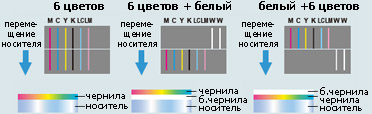 6 цветов
M C Y K LC LM
переме-
щение
носителя
чернила
носитель
6 цветов + белый
M C Y K LC LM W W
переме-
щение
носителя
чернила
б.чернила
носитель
белый +6 цветов
M C Y K LC LM W W
переме-
щение
носителя
б.чернила
чернила
носитель